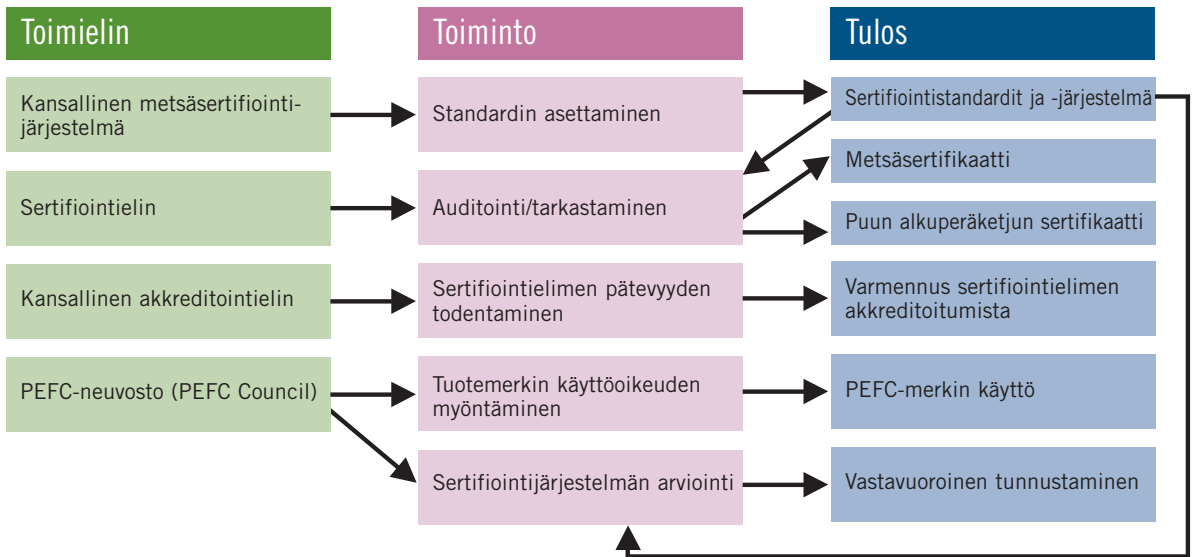 Toimielin
Toiminto
Tulos
Kansallinen metsäsertifiointi-
järjestelmä
Standardin asettaminen
Sertifiointistandardit ja -järjestelmä
Metsäsertifikaatti
Sertifiointielin
Auditointi/tarkastaminen
Puun alkuperäketjun sertifikaatti
Kansallinen akkreditointielin
Sertifiointielimen pätevyyden
todentaminen
Varmennus sertifiointielimen
akkreditoitumista
PEFC-neuvosto (PEFC Council)
Tuotemerkin käyttöoikeuden
myöntäminen
PEFC-merkin käyttö
Sertifiointijärjestelmän arviointi
Vastavuoroinen tunnustaminen